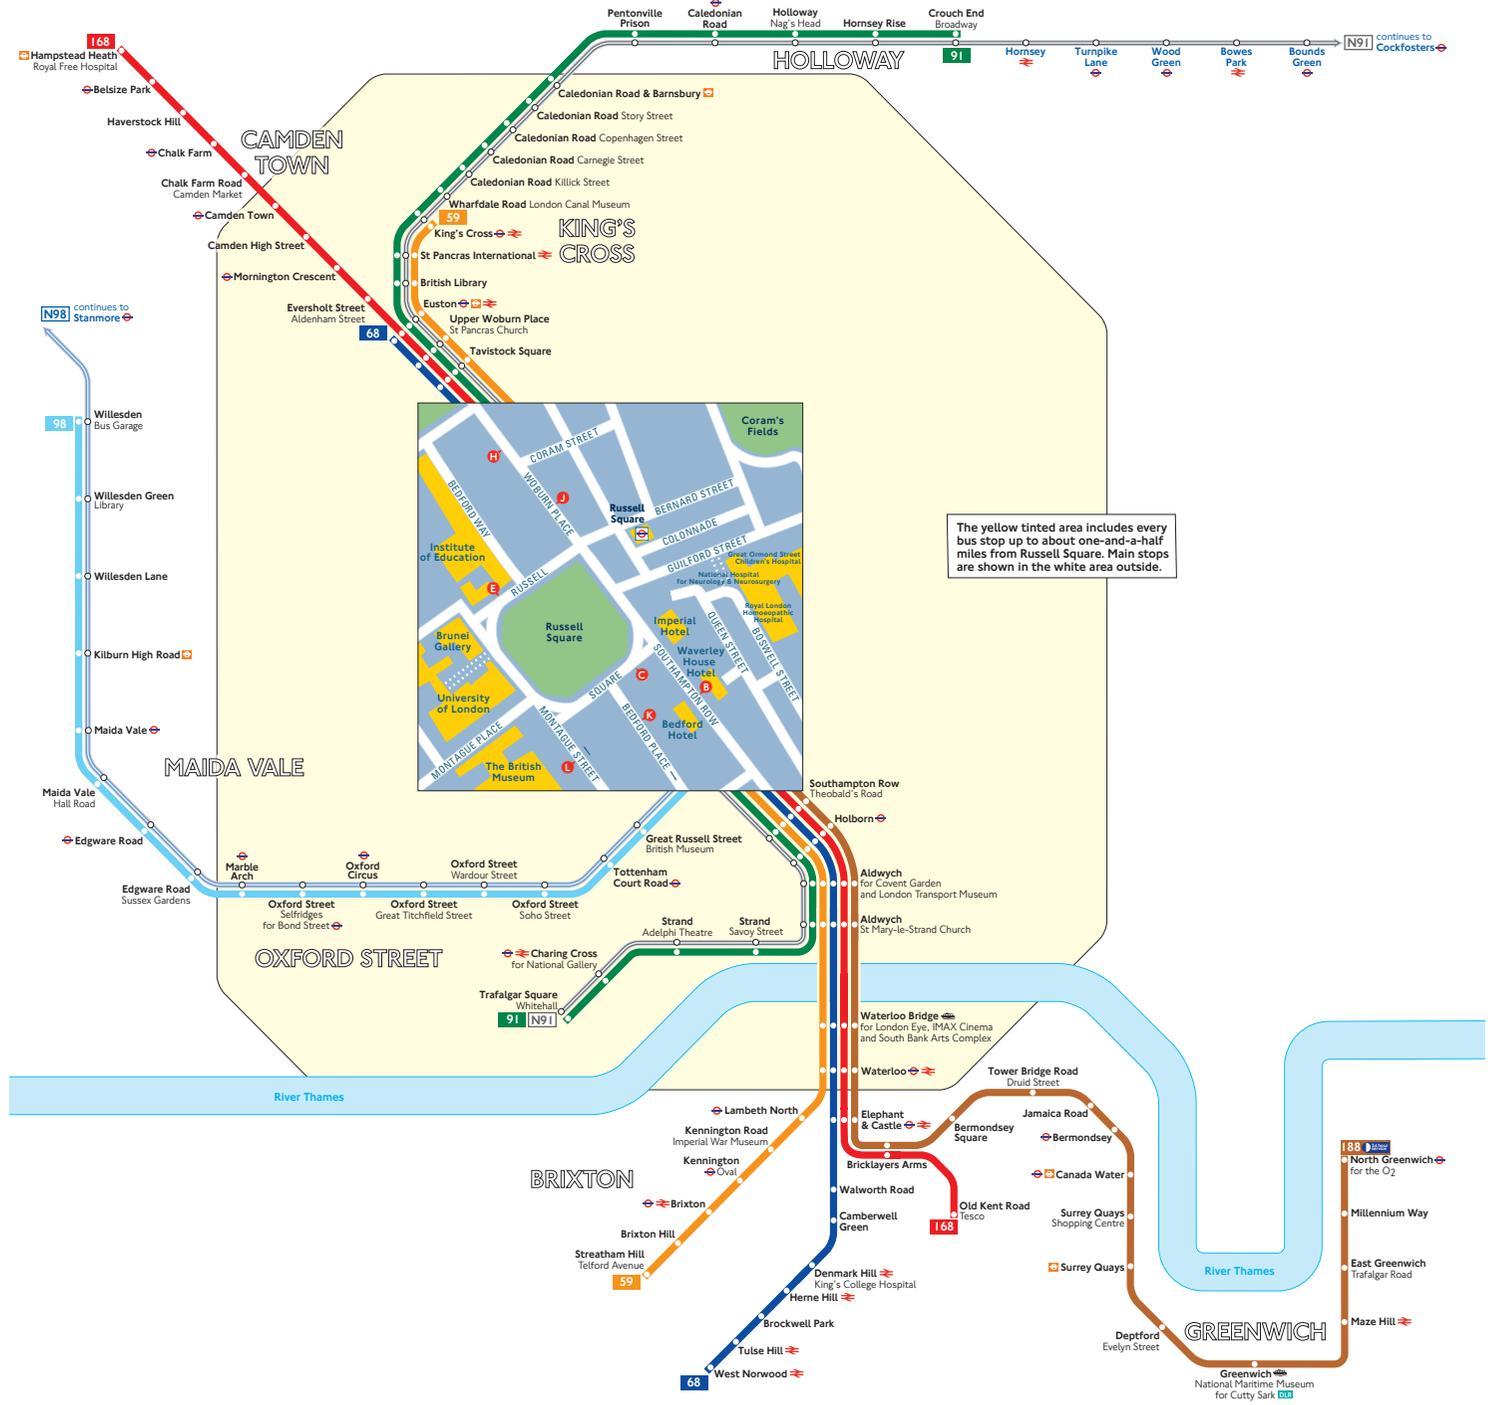 Pentonville
Prison
Caledonian
Road
Holloway
Nag's Head
Hornsey Rise
Crouch End
Broadway
HOLLOWAY
91
Hornsey
Turnpike
Lane
Wood
Green
Bowes
Park
Bounds
Green
N91
continues to
Cockfosters
168
Hampstead Heath
Royal Free Hospital
Belsize Park
Haverstock Hill
Chalk Farm
Chalk Farm Road
Camden Market
Camden Town
Camden High Street
Mornington Crescent
Eversholt Street
Aldenham Street
68
CAMDEN
TOWN
Caledonian Road & Barnsbury
Caledonian Road Story Street
Caledonian Road Copenhagen Street
Caledonian Road Carnegie Street
Caledonian Road Killick Street
Wharfdale Road London Canal Museum
59
King's Cross
KING'S
CROSS
St Pancras International
British Library
Euston
Upper Woburn Place
St Pancras Church
Tavistock Square
N98
continues to
Stanmore
98
Willesden
Bus Garage
Willesden Green
Library
Willesden Lane
Kilburn High Road
Maida Vale
MAIDA VALE
Maida Vale
Hall Road
Edgware Road
Edgware Road
Sussex Gardens
Coram's
Fields
H
CORAM STREET
WOBURN PLACE
J
BEDFORD WAY
Russell
Square
BERNARD STREET
COLONNADE
GUILFORD STREET
Institute
of Education
Great Ormond Street
Children's Hospital
National Hospital
for Neurology & Neurosurgery
E
RUSSELL
Royal London
Homoeopathic
Hospital
Russell
Square
Imperial
Hotel
Brunei
Gallery
QUEEN STREET
BOSWELL STREET
Waverley
House
Hotel
SOUTHAMPTON ROW
C
B
SQUARE
University
of London
K
BEDFORD PLACE
Bedford
Hotel
MONTAGUE PLACE
MONTAGUE STREET
The British
Museum
L
The yellow tinted area includes every
bus stop up to about one-and-a-half
miles from Russell Square. Main stops
are shown in the white area outside.
Southampton Row
Theobald's Road
Holborn
Great Russell Street
British Museum
Tottenham
Court Road
Marble
Arch
Oxford
Circus
Oxford Street
Wardour Street
Oxford Street
Selfridges
for Bond Street
Oxford Street
Great Titchfield Street
Oxford Street
Soho Street
OXFORD STREET
Aldwych
for Covent Garden
and London Transport Museum
Aldwych
St Mary-le-Strand Church
Strand
Adelphi Theatre
Strand
Savoy Street
Charing Cross
for National Gallery
Trafalgar Square
Whitehall
91
N91
Waterloo Bridge
for London Eye, IMAX Cinema
and South Bank Arts Complex
Waterloo
River Thames
Lambeth North
Kennington Road
Imperial War Museum
Kennington
Oval
BRIXTON
Brixton
Brixton Hill
Streatham Hill
Telford Avenue
59
Elephant
& Castle
Bricklayers Arms
Walworth Road
Camberwell
Green
Old Kent Road
Tesco
168
Denmark Hill
King's College Hospital
Herne Hill
Brockwell Park
Tulse Hill
West Norwood
68
Tower Bridge Road
Druid Street
Bermondsey
Square
Jamaica Road
Bermondsey
Canada Water
Surrey Quays
Shopping Centre
Surrey Quays
Deptford
Evelyn Street
River Thames
GREENWICH
Greenwich
National Maritime Museum
for Cutty Sark DLR
188
North Greenwich
for the O2
Millennium Way
East Greenwich
Trafalgar Road
Maze Hill